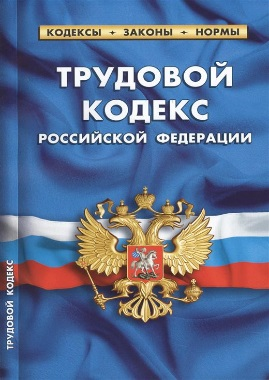 КОДЕКСЫ + ЗАКОНЫ + НОРМЫ
ТРУДОВОЙ
КОДЕКС
РОССИЙСКОЙ ФЕДЕРАЦИИ
ТРУДОВОЙ КОДЕКС